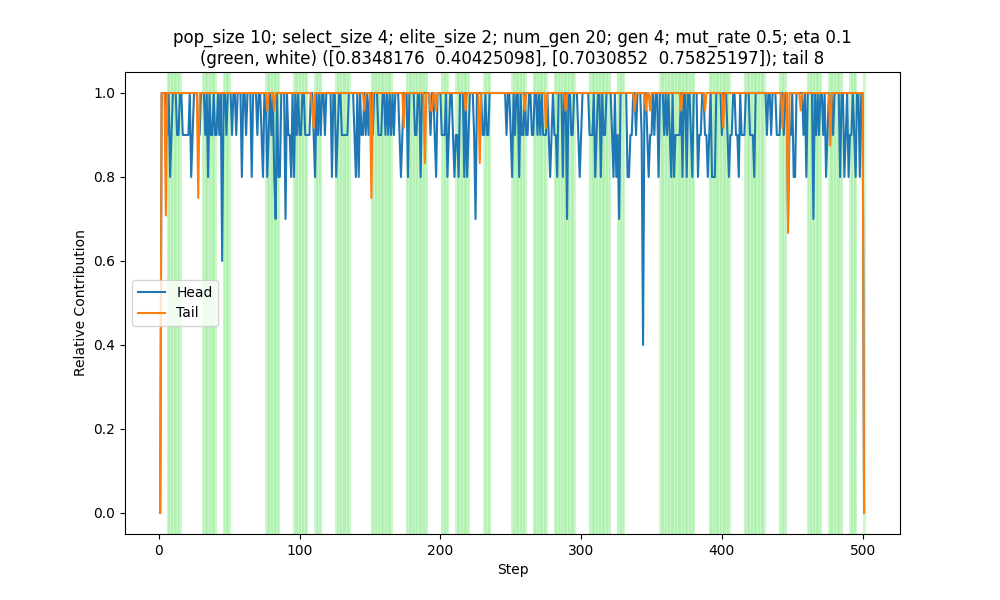 pop_size 10; select_size 4; elite_size 2; num_gen 20; gen 4; mut_rate 0.5; eta 0.1
(green, white) ([0.8348176  0.40425098], [0.7030852  0.75825197]); tail 8
1.0
0.8
0.6
0.4
0.2
0.0
Relative Contribution
Head
Tail
0
100
200
300
400
500
Step